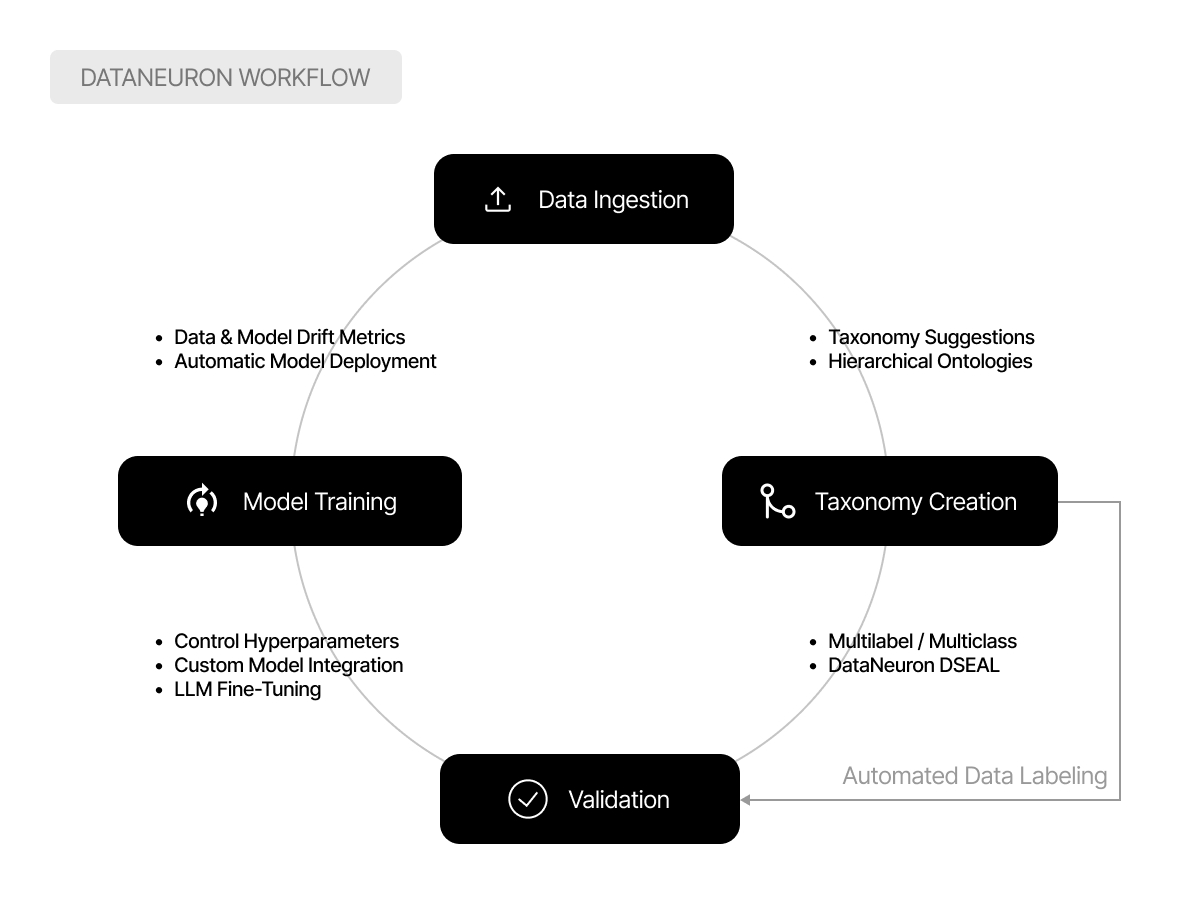 DATANEURON WORKFLOW
Data Ingestion
• Data & Model Drift Metrics
• Automatic Model Deployment
• Taxonomy Suggestions
• Hierarchical Ontologies
Model Training
Taxonomy Creation
• Control Hyperparameters
• Custom Model Integration
• LLM Fine-Tuning
• Multilabel / Multiclass
• DataNeuron DSEAL
Automated Data Labeling
Validation